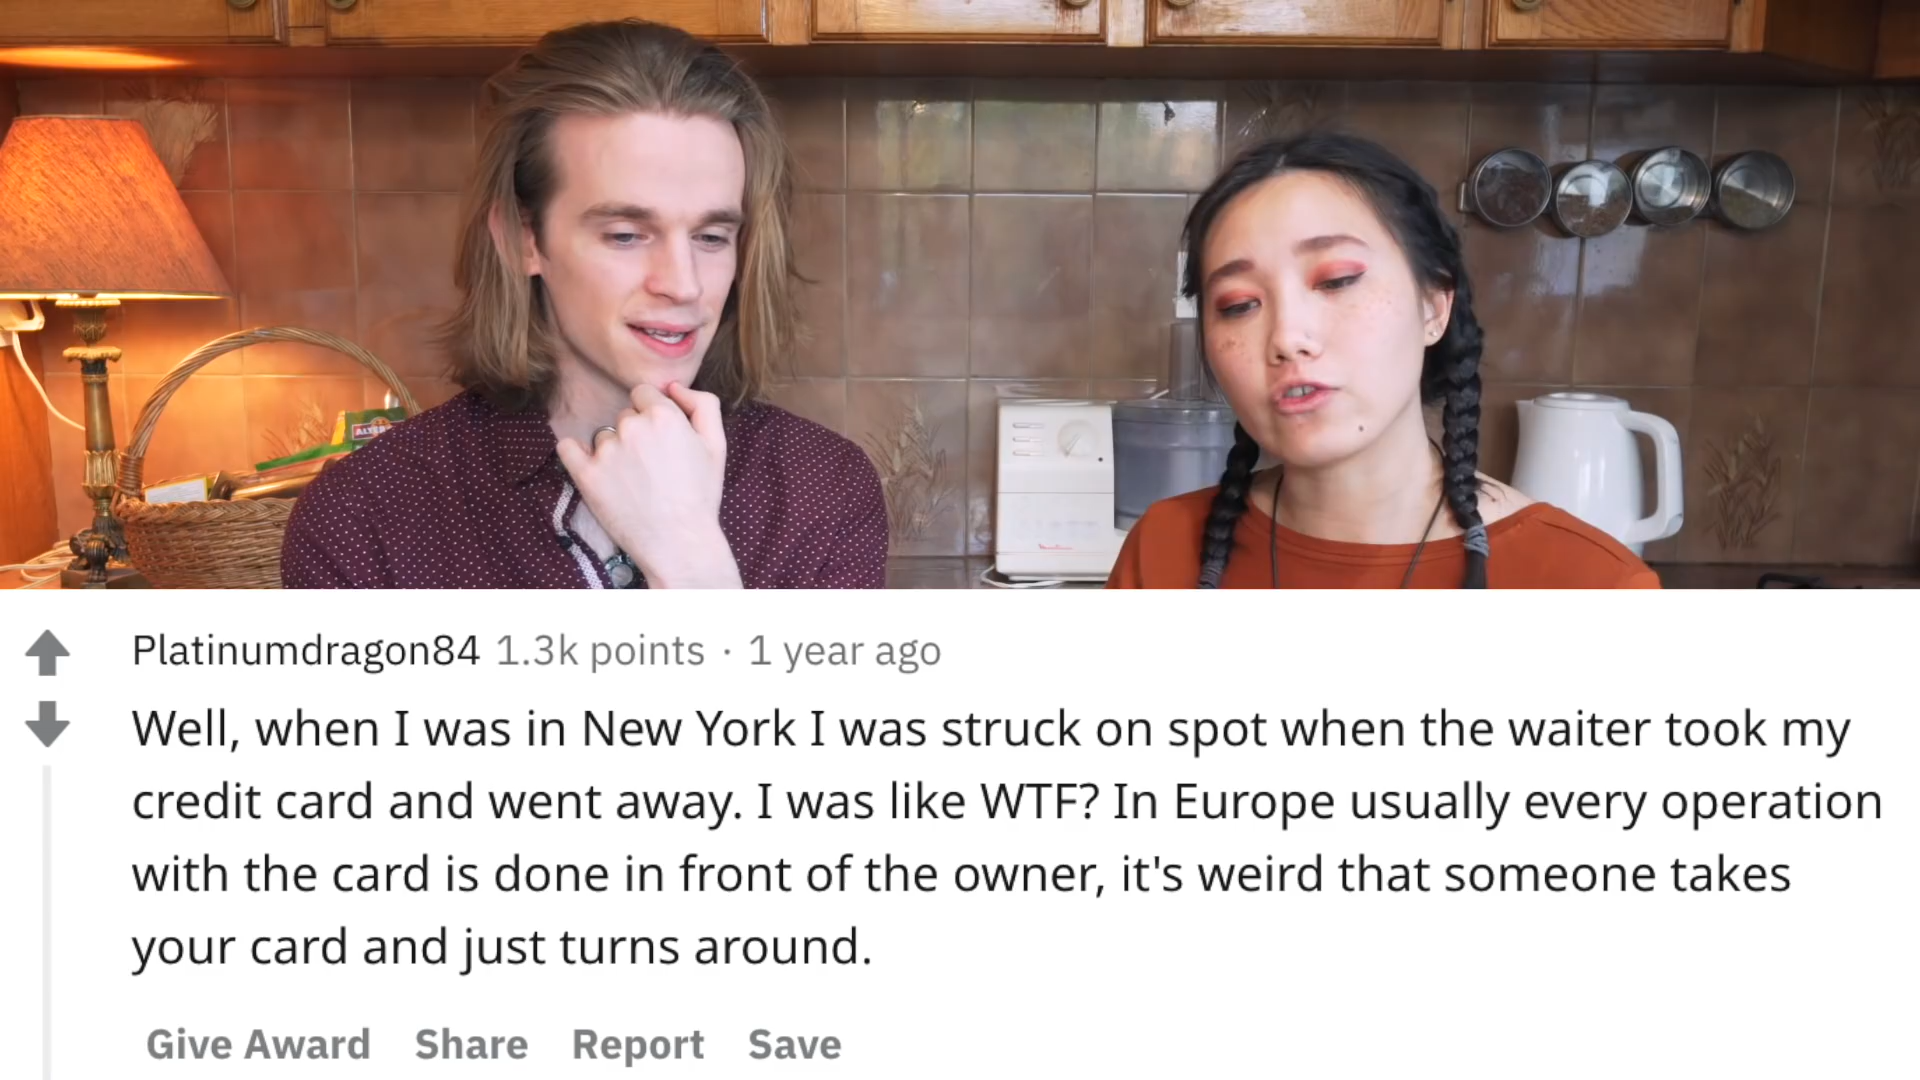 ALTER
Platinumdragon84 1.3k points · 1 year ago
Well, when I was in New York I was struck on spot when the waiter took my
credit card and went away. I was like WTF? In Europe usually every operation
with the card is done in front of the owner, it's weird that someone takes
your card and just turns around.
Give Award Share Report Save